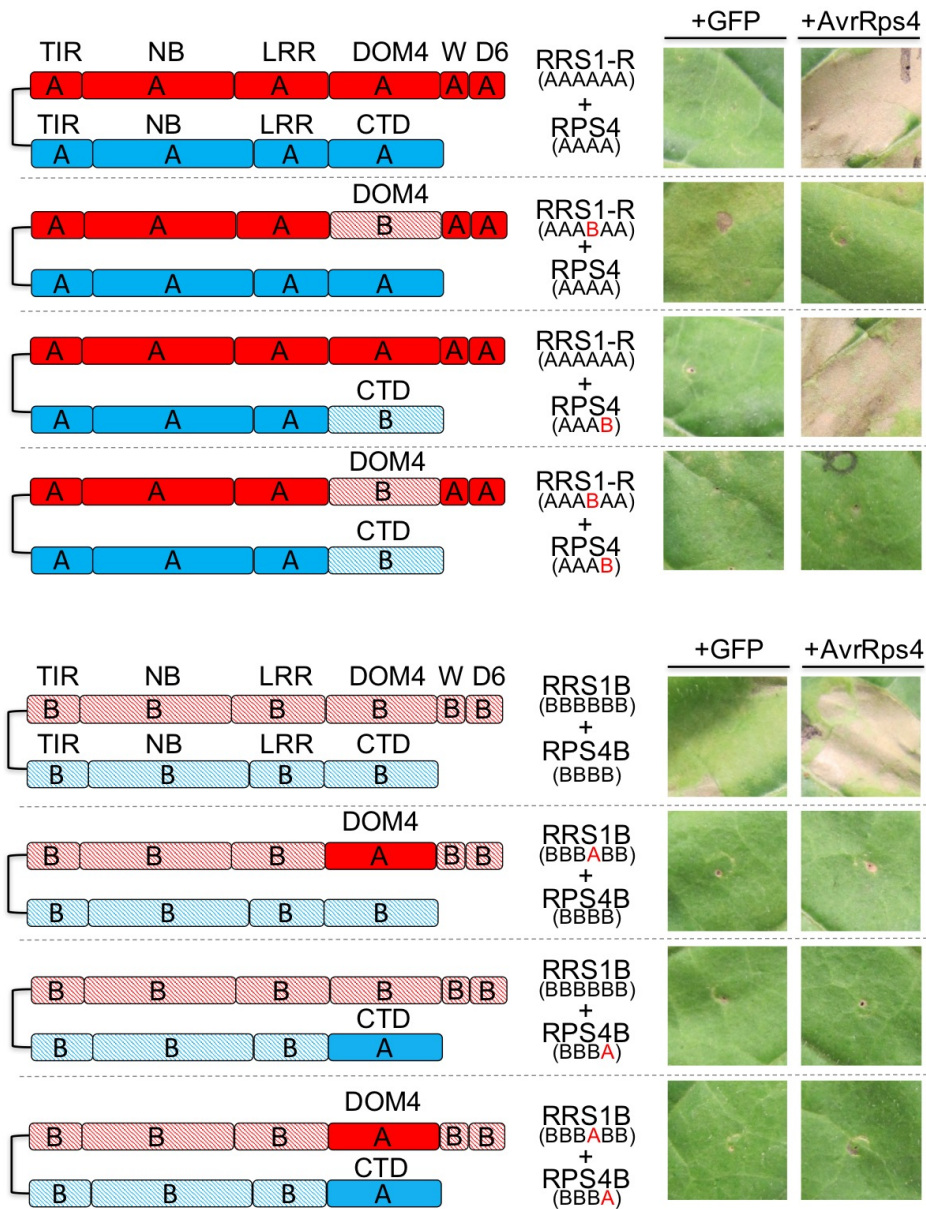 +GFP +AvrRps4
TIR NB LRR DOM4 W D6
A A A A A A
RRS1-R
(AAAAAA)
+
TIR NB LRR CTD
A A A A
RPS4
(AAAA)
DOM4
A A A B A A
RRS1-R
(AAABAA)
+
A A A A
RPS4
(AAAA)
A A A A A A
RRS1-R
(AAAAAA)
+
CTD
A A A B
RPS4
(AAAB)
DOM4
A A A B A A
RRS1-R
(AAABAA)
+
CTD
A A A B
RPS4
(AAAB)
+GFP +AvrRps4
TIR NB LRR DOM4 W D6
B B B B B B
RRS1B
(BBBBBB)
+
TIR NB LRR CTD
B B B B
RPS4B
(BBBB)
DOM4
B B B A B B
RRS1B
(BBBABB)
+
B B B B
RPS4B
(BBBB)
B B B B B B
RRS1B
(BBBBBB)
+
CTD
B B B A
RPS4B
(BBBA)
DOM4
B B B A B B
RRS1B
(BBBABB)
+
CTD
B B B A
RPS4B
(BBBA)